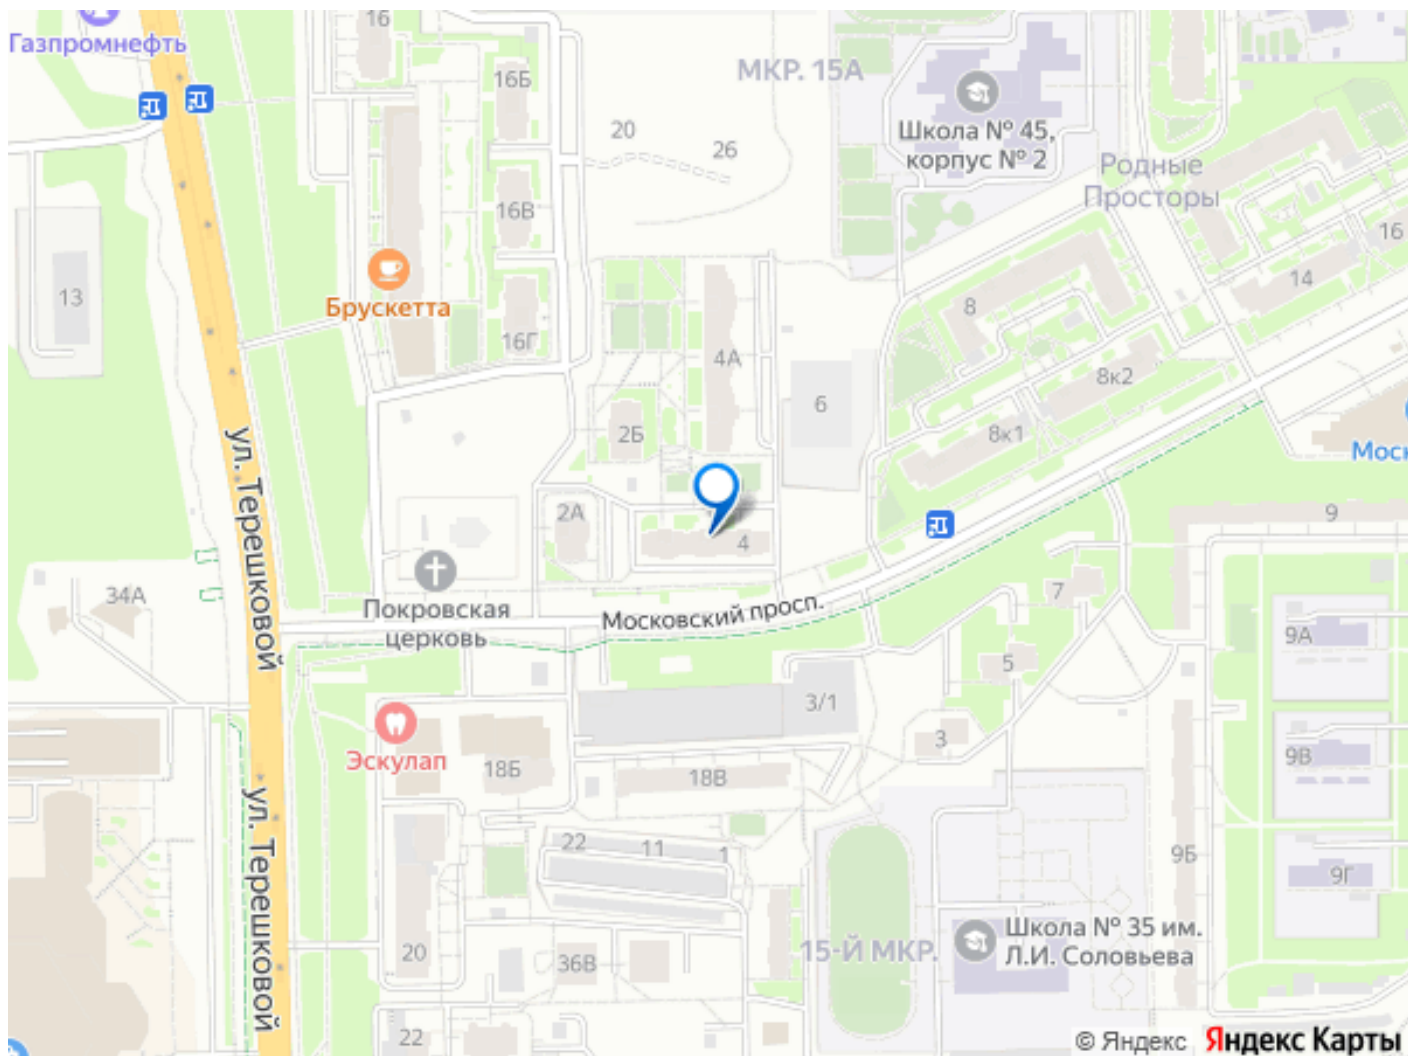 Газпромнефть
16
16Б
МКР. 15А
Школа № 45,
корпус № 2
20
26
Родные
Просторы
16В
16
13
Брускетта
14
8
16Г
4А
8к2
6
2Б
8к1
ул. Терешковой
Моск
2А
4
9
34А
Покровская
церковь
Московский просп.
7
9А
5
3/1
Эскулап
18Б
18В
3
9В
ул. Терешковой
22
11
1
9Б
9Г
20
36В
15-Й МКР.
Школа № 35 им.
Л.И. Соловьева
22
© Яндекс Яндекс Карты